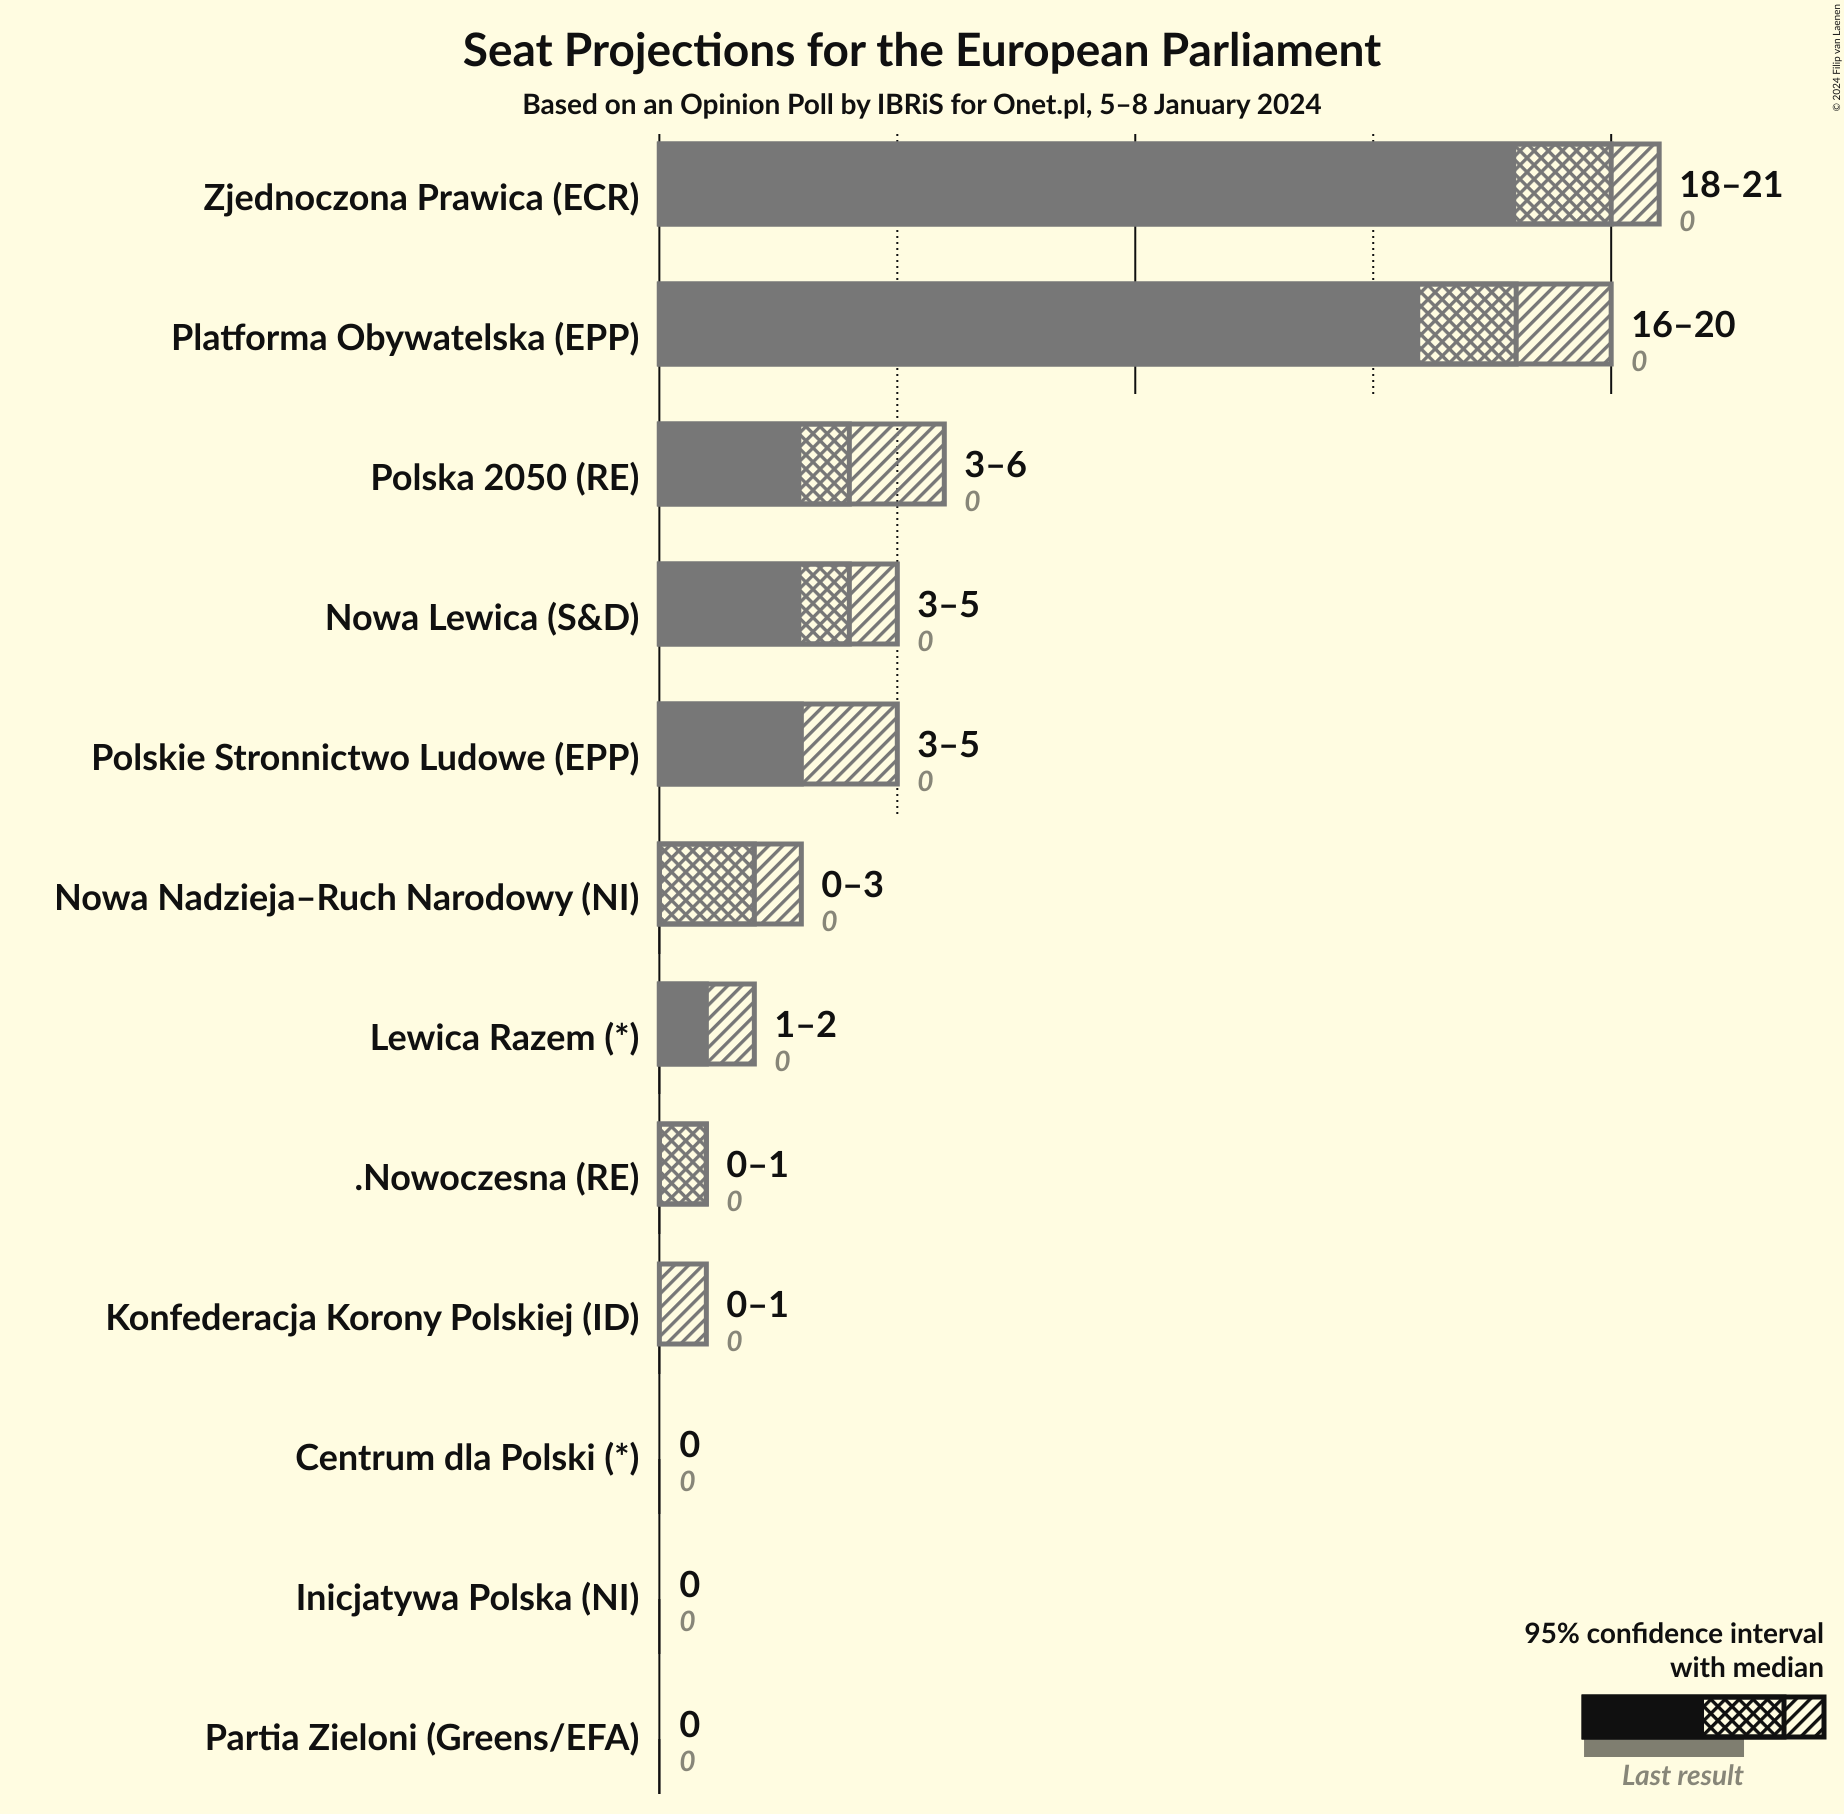 Seat Projections for the European Parliament
Based on an Opinion Poll by IBRiS for Onet.pl, 5–8 January 2024
© 2024 Filip van Laenen
Zjednoczona Prawica (ECR)
18–21
0
Platforma Obywatelska (EPP)
16–20
0
Polska 2050 (RE)
3–6
0
Nowa Lewica (S&D)
3–5
0
Polskie Stronnictwo Ludowe (EPP)
3–5
0
Nowa Nadzieja–Ruch Narodowy (NI)
0–3
0
Lewica Razem (*)
1–2
0
.Nowoczesna (RE)
0–1
0
Konfederacja Korony Polskiej (ID)
0–1
0
Centrum dla Polski (*)
0
0
Inicjatywa Polska (NI)
0
0
Partia Zieloni (Greens/EFA)
0
0
95% confidence interval
with median
Last result